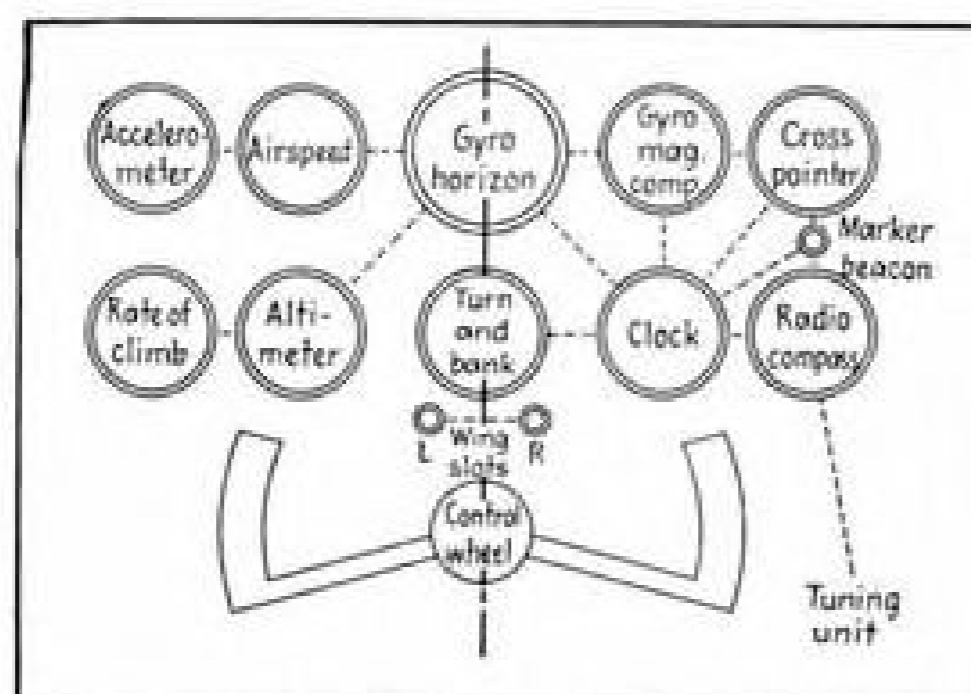 Accelero-
meter
Airspeed
Gyro
horizon
Gyro
mag.
comp.
Cross
pointer
Marker
beacon
Rate of
climb
Alti-
meter
Turn
and
bank
Clock
Radio
compass
L
Wing
slots
R
Control
wheel
Tuning
unit